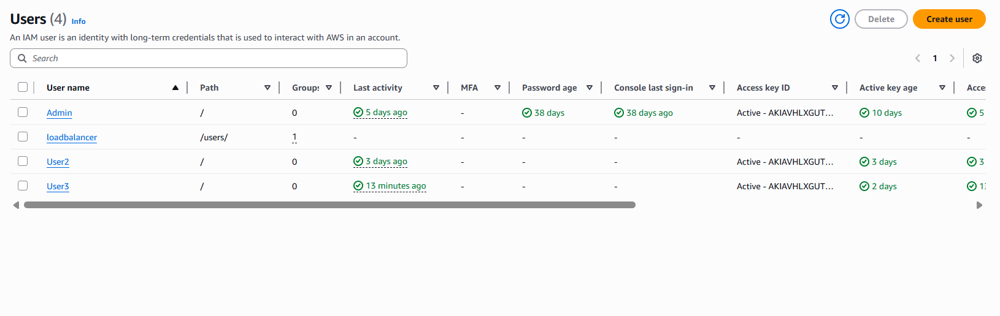 Users (4) Info
Delete
Create user
An IAM user is an identity with long-term credentials that is used to interact with AWS in an account.
Search
1
User name Path Groups Last activity MFA Password age Console last sign-in Access key ID Active key age
Admin / 0 5 days ago - 38 days 38 days ago Active - AKIAVHLXGUT... 10 days 5
loadbalancer /users/ 1 - - - - - - -
User2 / 0 3 days ago - - - Active - AKIAVHLXGUT... 3 days 3
User3 / 0 13 minutes ago - - - Active - AKIAVHLXGUT... 2 days